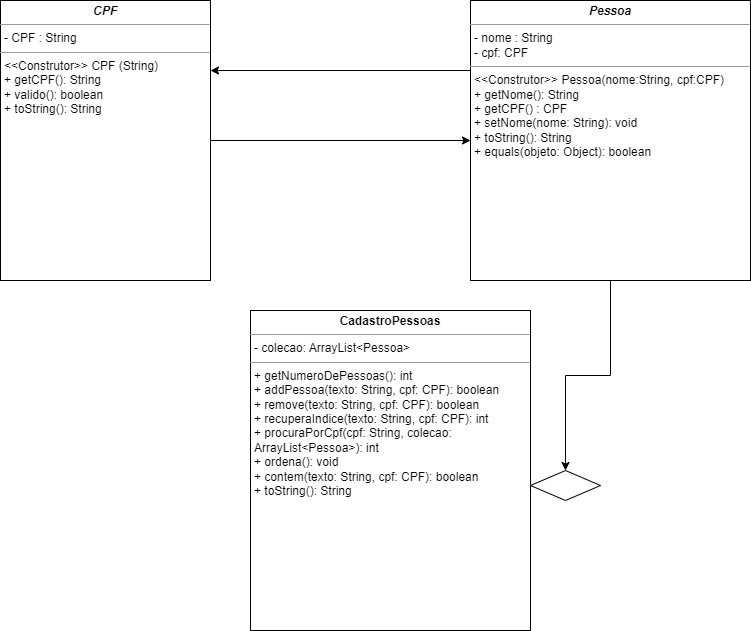 CPF
- CPF : String
<<Construtor>> CPF (String)
+ getCPF(): String
+ valido(): boolean
+ toString(): String
Pessoa
- nome : String
- cpf: CPF
<<Construtor>> Pessoa(nome:String, cpf:CPF)
+ getNome(): String
+ getCPF() : CPF
+ setNome(nome: String): void
+ toString(): String
+ equals(objeto: Object): boolean
CadastroPessoas
- colecao: ArrayList<Pessoa>
+ getNumeroDePessoas(): int
+ addPessoa(texto: String, cpf: CPF): boolean
+ remove(texto: String, cpf: CPF): boolean
+ recuperaIndice(texto: String, cpf: CPF): int
+ procuraPorCpf(cpf: String, colecao:
ArrayList<Pessoa>): int
+ ordena(): void
+ contem(texto: String, cpf: CPF): boolean
+ toString(): String